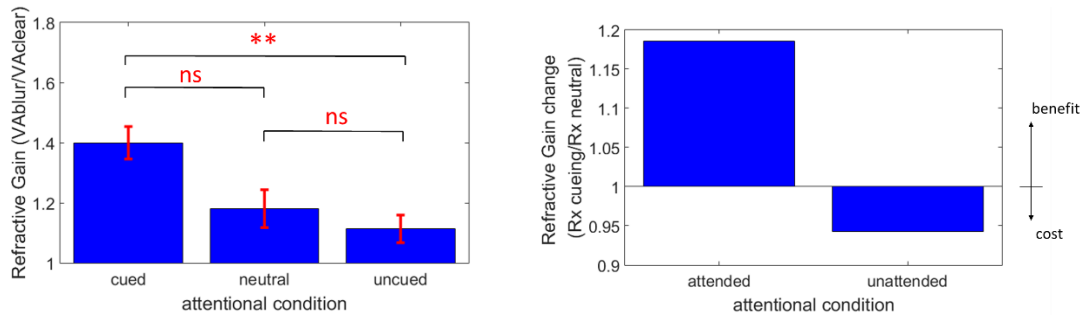 Refractive Gain (VAblur/VAclear)
1.8
1.6
1.4
1.2
1
**
ns
ns
cued neutral uncued
attentional condition
Refractive Gain change
(Rx cueing/Rx neutral)
1.2
1.15
1.1
1.05
1
0.95
0.9
attended unattended
attentional condition
benefit
cost